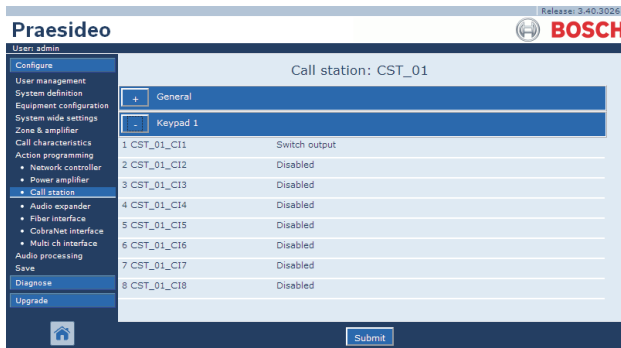 Release: 3.40.3026
Praesideo
BOSCH
User: admin
Configure
User management
System definition
Equipment configuration
System wide settings
Zone & amplifier
Call characteristics
Action programming
• Network controller
• Power amplifier
• Call station
• Audio expander
• Fiber interface
• CobraNet interface
• Multi ch interface
Audio processing
Save
Diagnose
Upgrade
Call station: CST_01
+ General
- Keypad 1
1 CST_01_CI1 Switch output
2 CST_01_CI2 Disabled
3 CST_01_CI3 Disabled
4 CST_01_CI4 Disabled
5 CST_01_CI5 Disabled
6 CST_01_CI6 Disabled
7 CST_01_CI7 Disabled
8 CST_01_CI8 Disabled
Submit